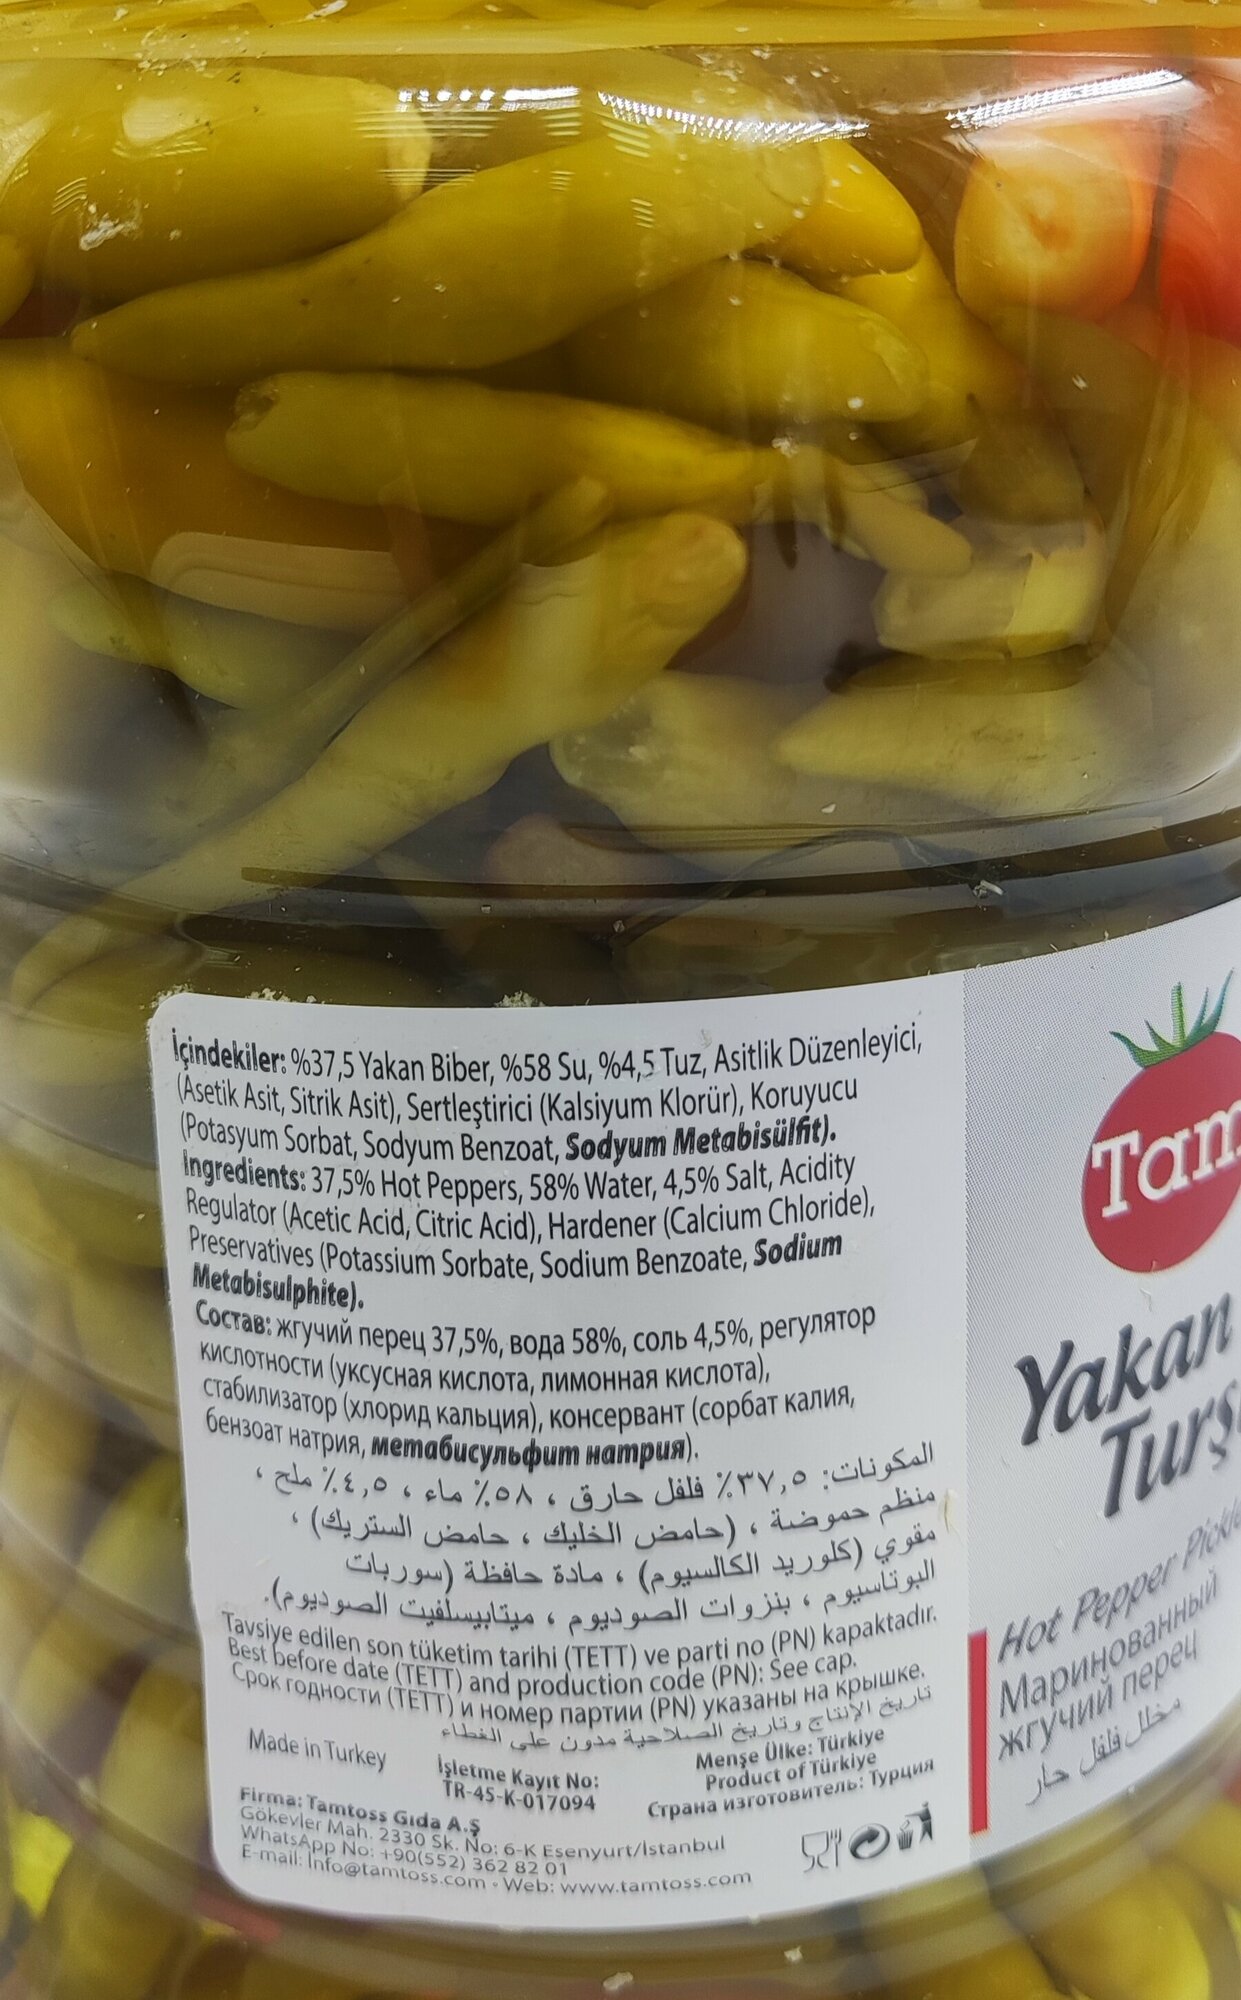 İçindekiler: %37,5 Yakan Biber, %58 Su, %4,5 Tuz, Asitlik Düzenleyici,
(Asetik Asit, Sitrik Asit), Sertleştirici (Kalsiyum Klorür), Koruyucu
(Potasyum Sorbat, Sodyum Benzoat, Sodyum Metabisülfit).
Ingredients: 37,5% Hot Peppers, 58% Water, 4,5% Salt, Acidity
Regulator (Acetic Acid, Citric Acid), Hardener (Calcium Chloride),
Preservatives (Potassium Sorbate, Sodium Benzoate, Sodium
Metabisulphite).
Состав: жгучий перец 37,5%, вода 58%, соль 4,5%, регулятор
кислотности (уксусная кислота, лимонная кислота),
стабилизатор (хлорид кальция), консервант (сорбат калия,
бензоат натрия, метабисульфит натрия).
المكونات: ٣٧,٥٪ فلفل حارق ، ٥٨٪ ماء ، ٤,٥٪ ملح ،
منظم حموضة ، (حامض الخليك ، حامض الستريك) ،
مقوي (كلوريد الكالسيوم) ، مادة حافظة (سوربات
البوتاسيوم ، بنزوات الصوديوم ، ميتابيسلفيت الصوديوم).
Tavsiye edilen son tüketim tarihi (TETT) ve parti no (PN) kapaktadır.
Best before date (TETT) and production code (PN): See cap.
Срок годности (TETT) и номер партии (PN) указаны на крышке.
تاريخ الإنتاج وتاريخ الصلاحية مدون على الغطاء
Made in Turkey
İşletme Kayıt No:
TR-45-K-017094
Menşe Ülke: Türkiye
Product of Türkiye
Страна изготовитель: Турция
Firma: Tamtoss Gıda A.Ş
Gökevler Mah. 2330 Sk. No: 6-K Esenyurt/İstanbul
WhatsApp No: +90(552) 362 82 01
E-mail: İnfo@tamtoss.com - Web: www.tamtoss.com
Tam
Yakan
Turş
Hot Pepper Pickle
Маринованный
жгучий перец
مخلل فلفل حار